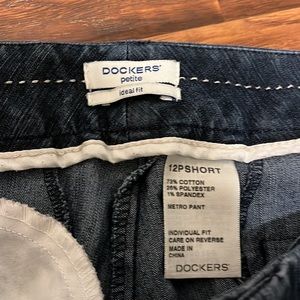 DOCKERS®
petite
ideal fit
12PSHORT
73% COTTON
26% POLYESTER
1% SPANDEX
METRO PANT
INDIVIDUAL FIT
CARE ON REVERSE
MADE IN
CHINA
DOCKERS®